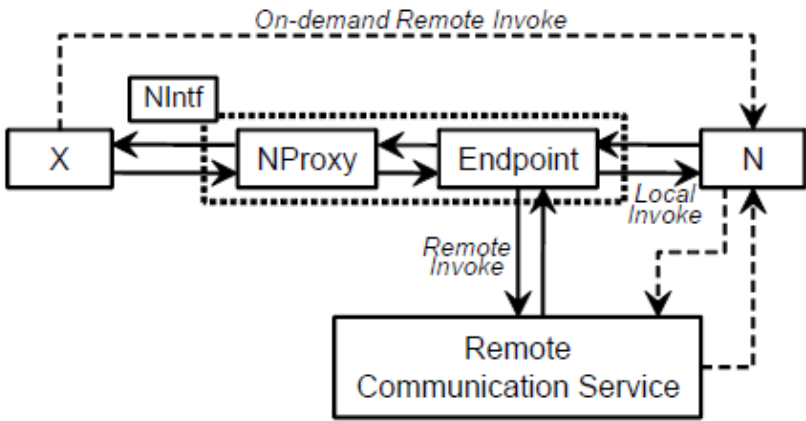 On-demand Remote Invoke
NIntf
X
NProxy
Endpoint
N
Local
Invoke
Remote
Invoke
Remote
Communication Service